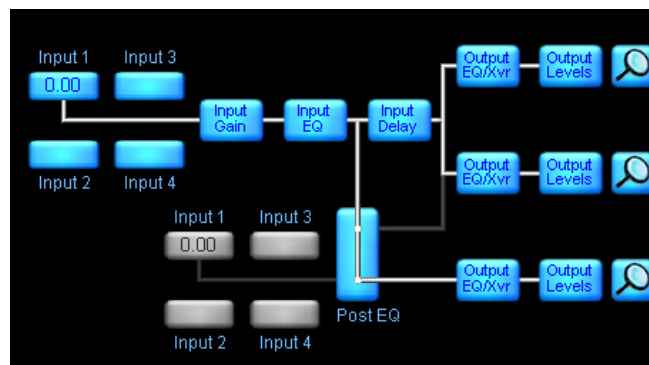 Input 1
Input 3
0.00
Input 2
Input 4
Input
Gain
Input
EQ
Input
Delay
Output
EQ/Xvr
Output
Levels
Output
EQ/Xvr
Output
Levels
Input 1
Input 3
0.00
Input 2
Input 4
Post EQ
Output
EQ/Xvr
Output
Levels